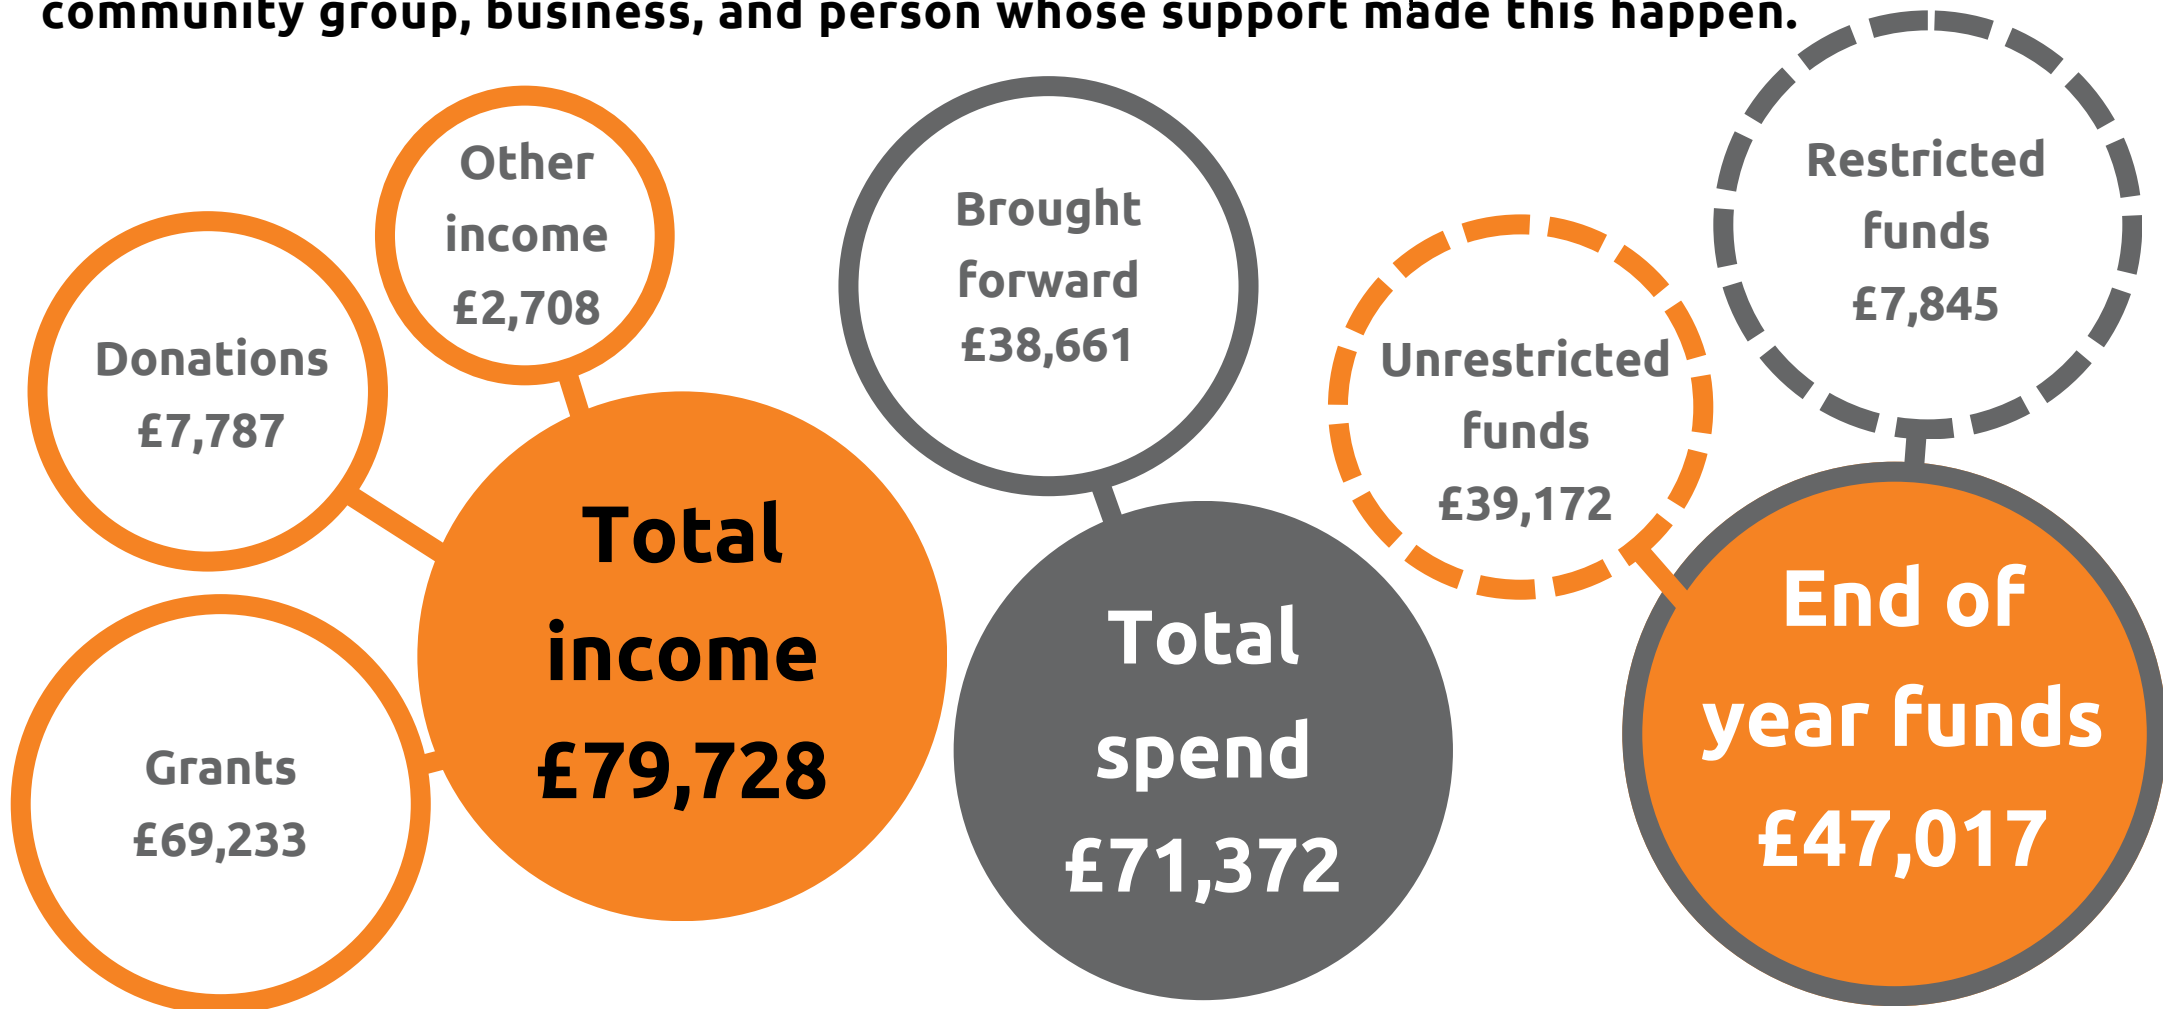 community group, business, and person whose support made this happen.
Other
income
£2,708
Donations
£7,787
Grants
£69,233
Total
income
£79,728
Brought
forward
£38,661
Total
spend
£71,372
Unrestricted
funds
£39,172
Restricted
funds
£7,845
End of
year funds
£47,017